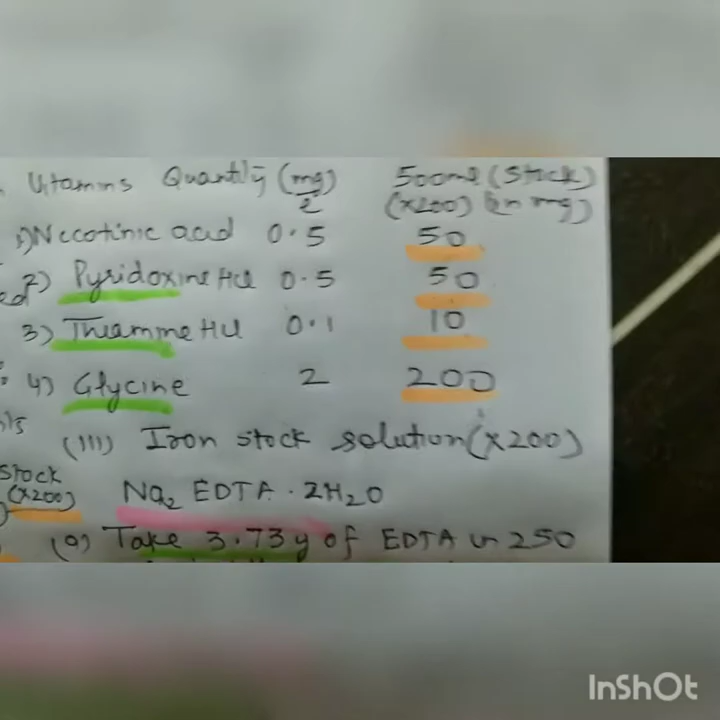 Vitamins Quantity (mg/l) 500ml (Stock) (x200) (in mg)
1) Niccotinic acid 0.5 50
2) Pyridoxine HCl 0.5 50
3) Thiamine HCl 0.1 10
4) Glycine 2 200
(III) Iron stock solution (x200)
stock
(x200) Na2 EDTA · 2H2O
(a) Take 3.73g of EDTA in 250
InShOt